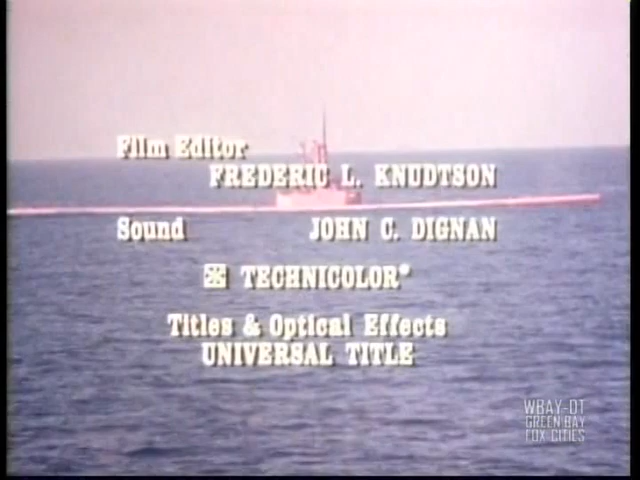 Film Editor
FREDERIC L. KNUDTSON
Sound JOHN C. DIGNAN
TECHNICOLOR®
Titles & Optical Effects
UNIVERSAL TITLE
WBAY-DT
GREEN BAY
FOX CITIES